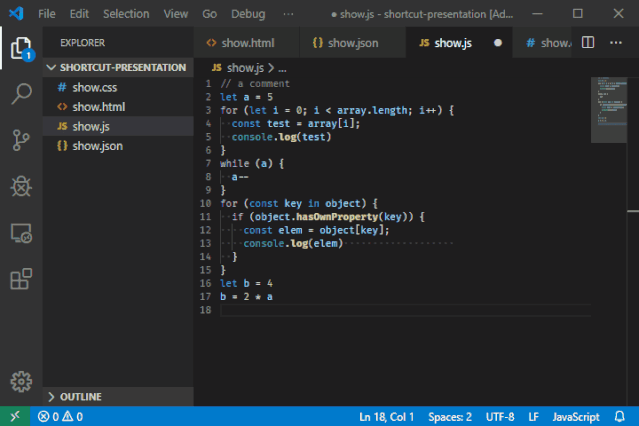 File Edit Selection View Go Debug ··· ● show.js - shortcut-presentation [Ad...
EXPLORER
SHORTCUT-PRESENTATION
# show.css
<> show.html
JS show.js
{} show.json
OUTLINE
<> show.html {} show.json JS show.js ● # show. ···
JS show.js > ...
1 // a comment
2 let a = 5
3 for (let i = 0; i < array.length; i++) {
4 const test = array[i];
5 console.log(test)
6 }
7 while (a) {
8 a--
9 }
10 for (const key in object) {
11 if (object.hasOwnProperty(key)) {
12 const elem = object[key];
13 console.log(elem)
14 }
15 }
16 let b = 4
17 b = 2 * a
18
1
0 0 Ln 18, Col 1 Spaces: 2 UTF-8 LF JavaScript